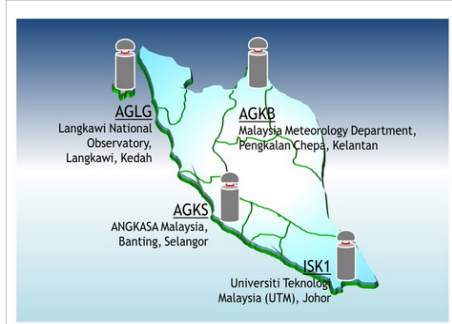 AGLG
Langkawi National
Observatory,
Langkawi, Kedah
AGKB
Malaysia Meteorology Department,
Pengkalan Chepa, Kelantan
AGKS
ANGKASA Malaysia,
Banting, Selangor
ISK1
Universiti Teknologi
Malaysia (UTM), Johor